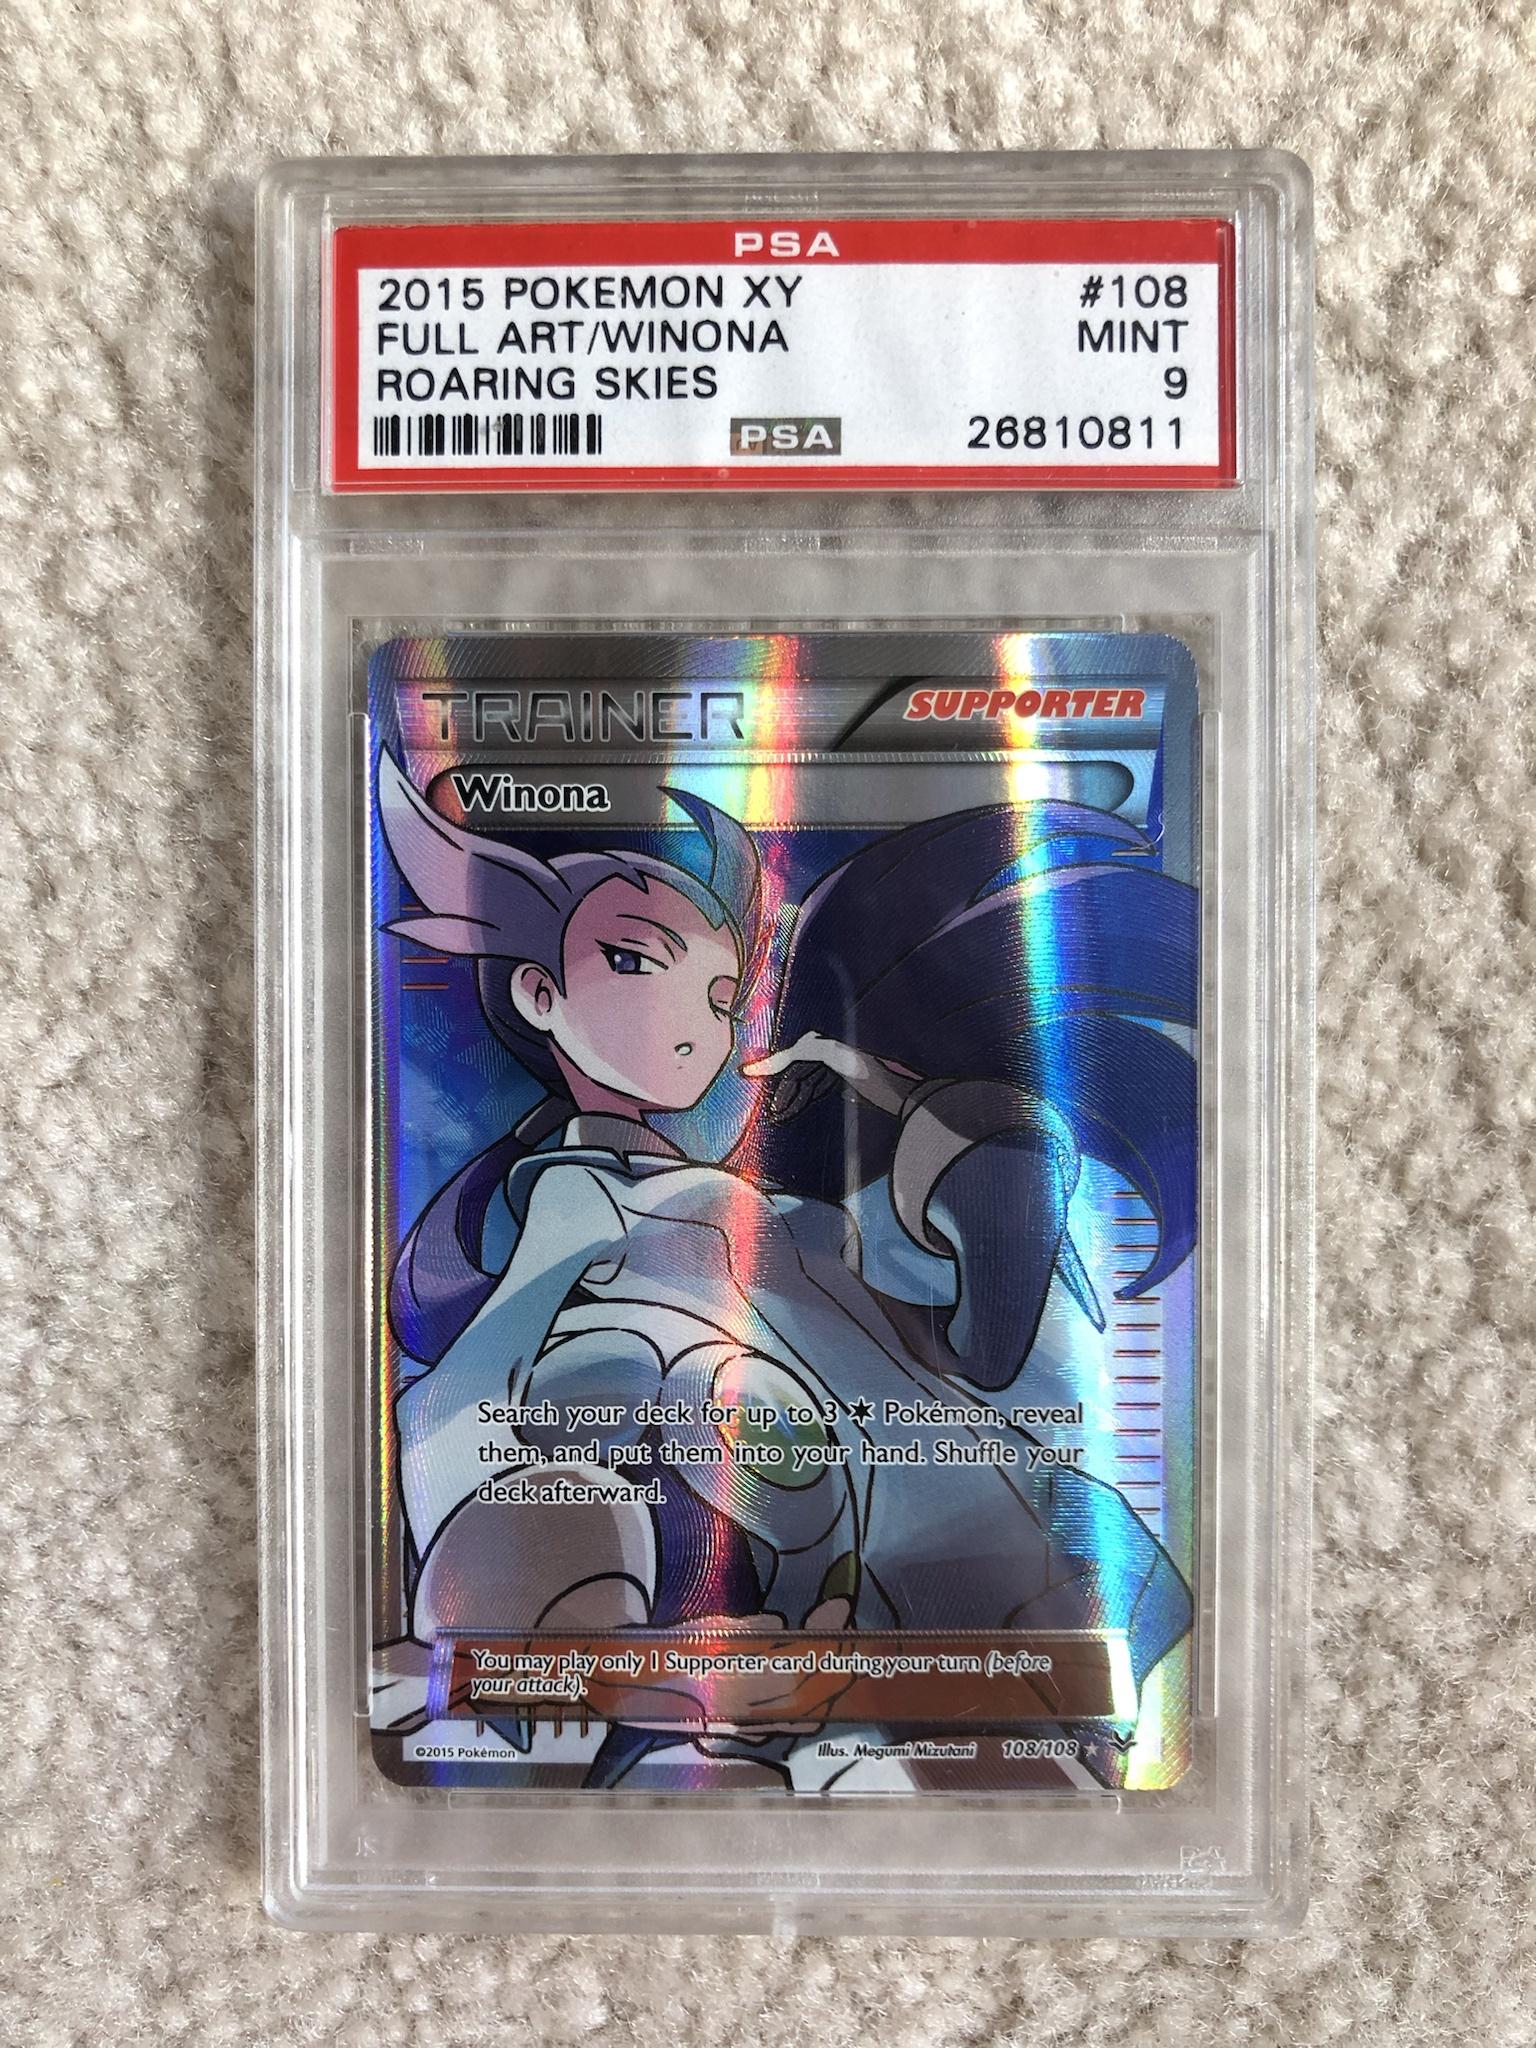 PSA
2015 POKEMON XY #108
FULL ART/WINONA MINT
ROARING SKIES 9
PSA 26810811
TRAINER SUPPORTER
Winona
Search your deck for up to 3 ✶ Pokémon, reveal
them, and put them into your hand. Shuffle your
deck afterward.
You may play only 1 Supporter card during your turn (before
your attack).
©2015 Pokémon Illus. Megumi Mizutani 108/108 ★